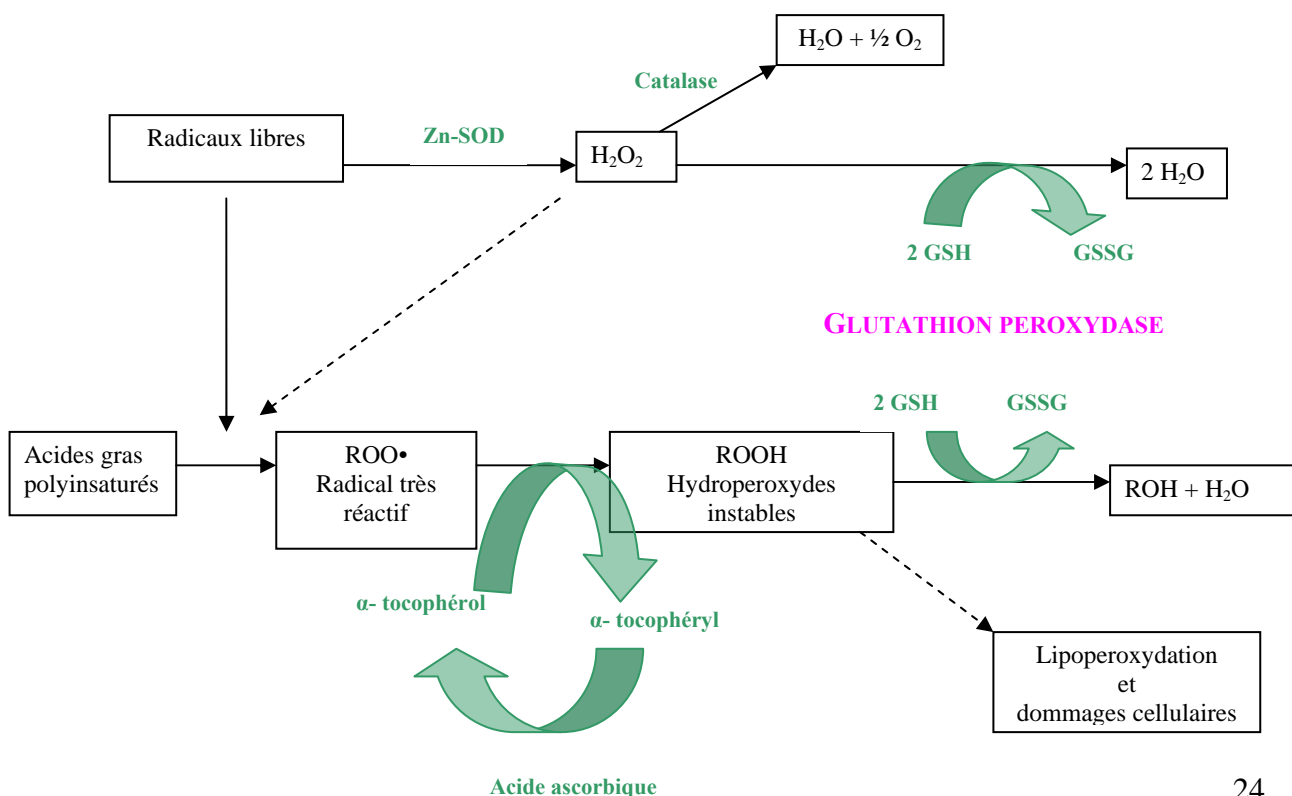 H₂O + ½ O₂
Catalase
Radicaux libres
Zn-SOD
H₂O₂
2 H₂O
2 GSH
GSSG
GLUTATHION PEROXYDASE
2 GSH
GSSG
Acides gras
polyinsaturés
ROO•
Radical très
réactif
ROOH
Hydroperoxydes
instables
ROH + H₂O
α- tocophérol
α- tocophéryl
Lipoperoxydation
et
dommages cellulaires
Acide ascorbique
24